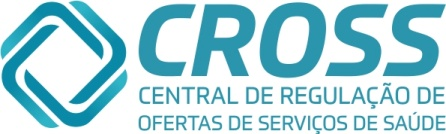 CROSS
CENTRAL DE REGULAÇÃO DE
OFERTAS DE SERVIÇOS DE SAÚDE